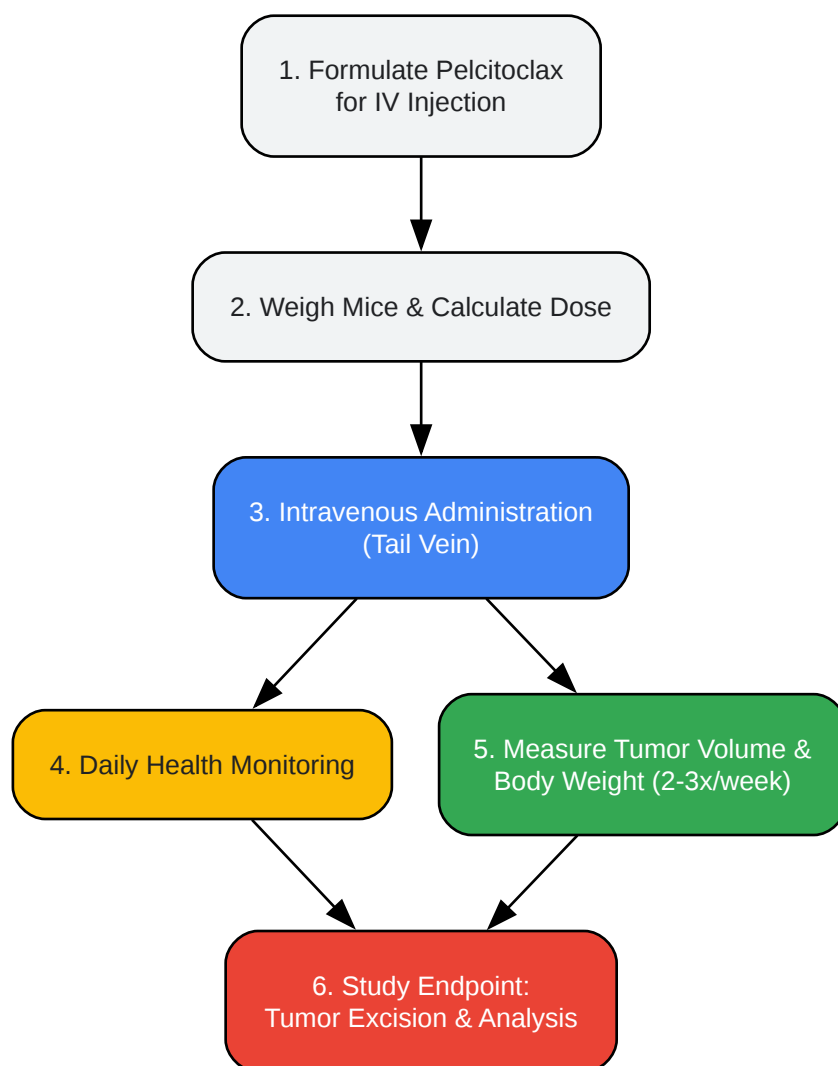 1. Formulate Pelcitoclax
for IV Injection
2. Weigh Mice & Calculate Dose
3. Intravenous Administration
(Tail Vein)
4. Daily Health Monitoring
5. Measure Tumor Volume &
Body Weight (2-3x/week)
6. Study Endpoint:
Tumor Excision & Analysis